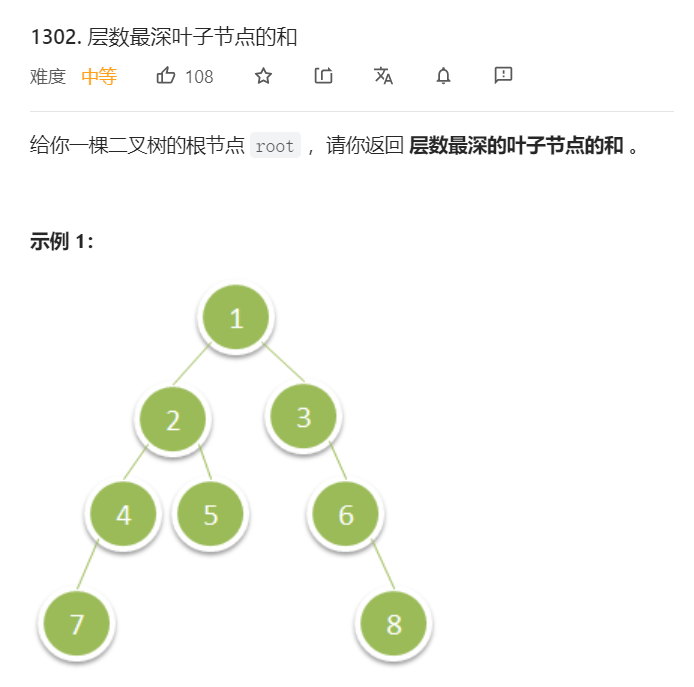 1302. 层数最深叶子节点的和
难度 中等 108
给你一棵二叉树的根节点 root ，请你返回 层数最深的叶子节点的和 。
示例 1：
1
2 3
4 5 6
7 8